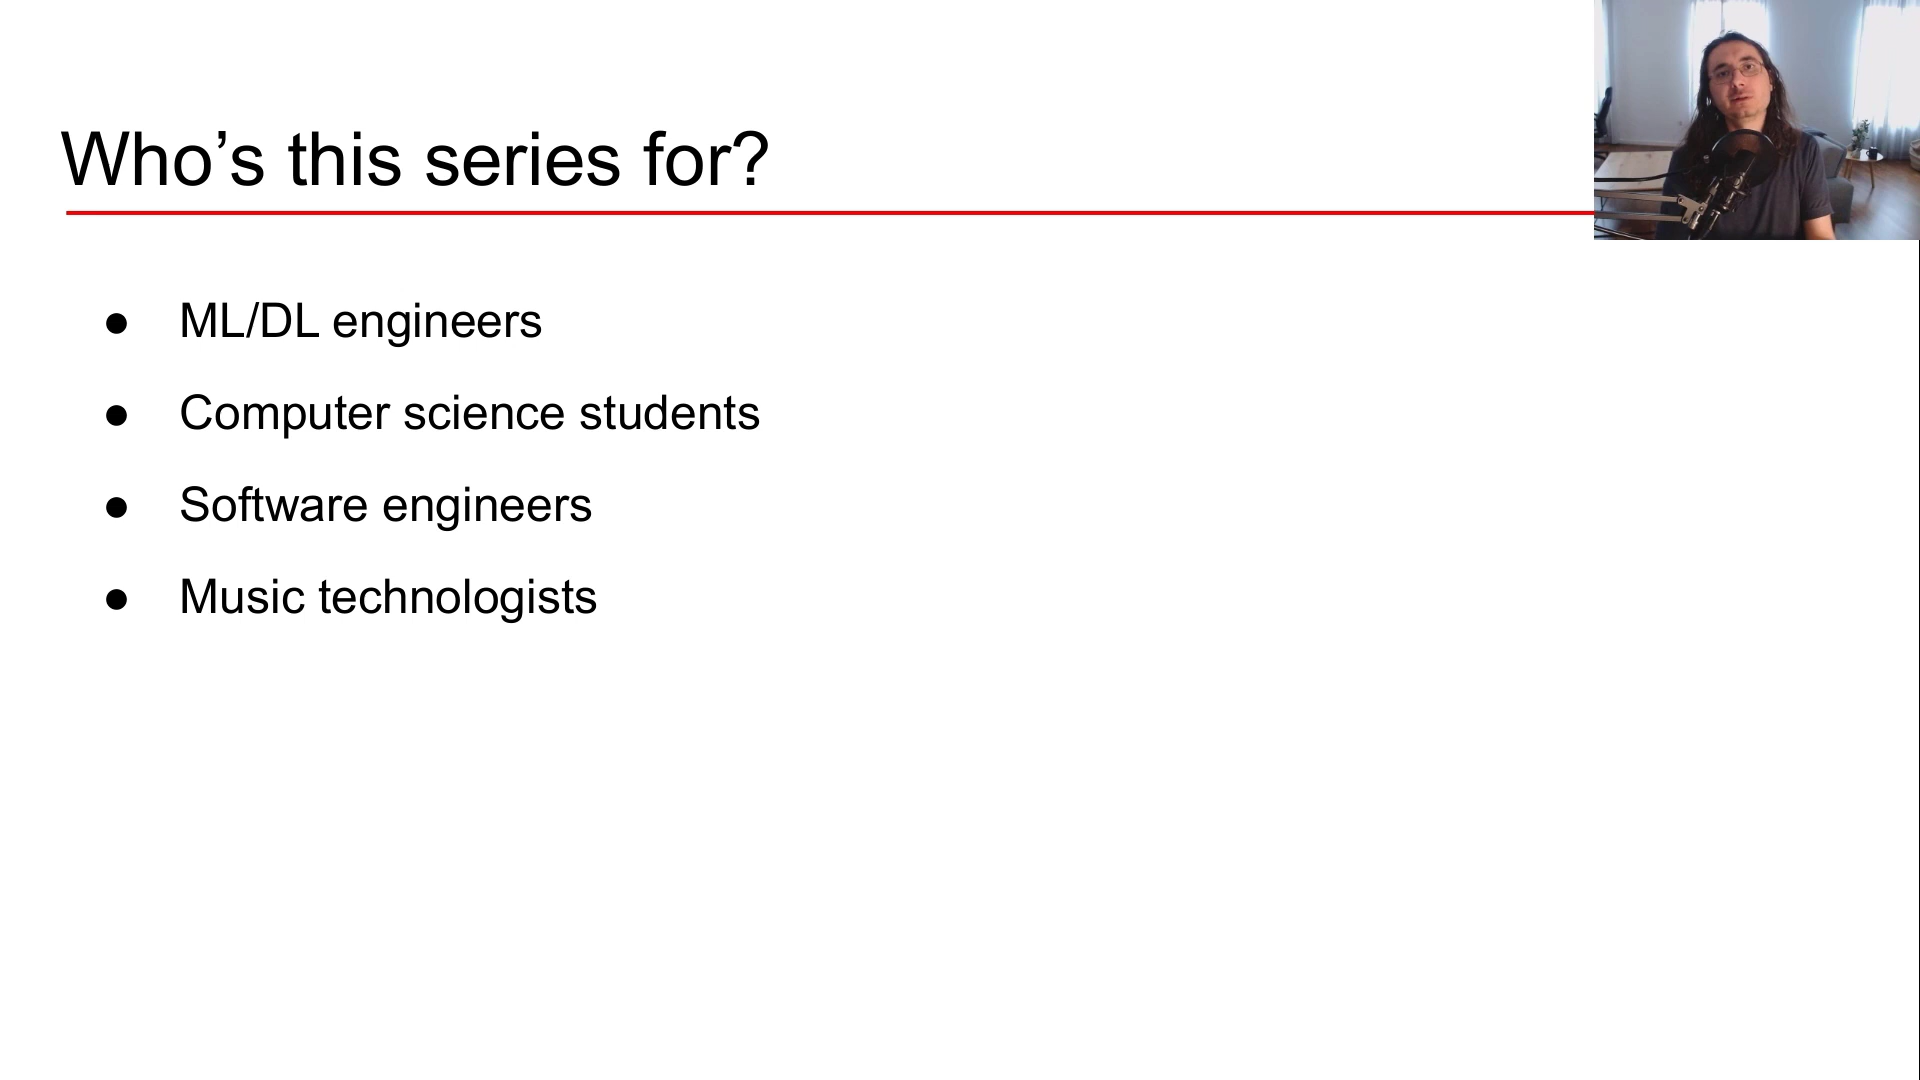 Who’s this series for?
● ML/DL engineers
● Computer science students
● Software engineers
● Music technologists